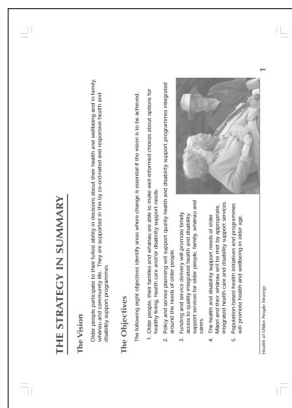 THE STRATEGY IN SUMMARY
The Vision
Older people participate to their fullest ability in decisions about their health and wellbeing and in family,
whanau and community life. They are supported in this by co-ordinated and responsive health and
disability support programmes.
The Objectives
The following eight objectives identify areas where change is essential if the vision is to be achieved.
1. Older people, their families and whanau are able to make well-informed choices about options for
healthy living, health care and/or disability support needs.
2. Policy and service planning will support quality health and disability support programmes integrated
around the needs of older people.
3. Funding and service delivery will promote timely
access to quality integrated health and disability
support services for older people, family, whanau and
carers.
4. The health and disability support needs of older
Maori and their whanau will be met by appropriate,
integrated health care and disability support services.
5. Population-based health initiatives and programmes
will promote health and wellbeing in older age.
Health of Older People Strategy
1